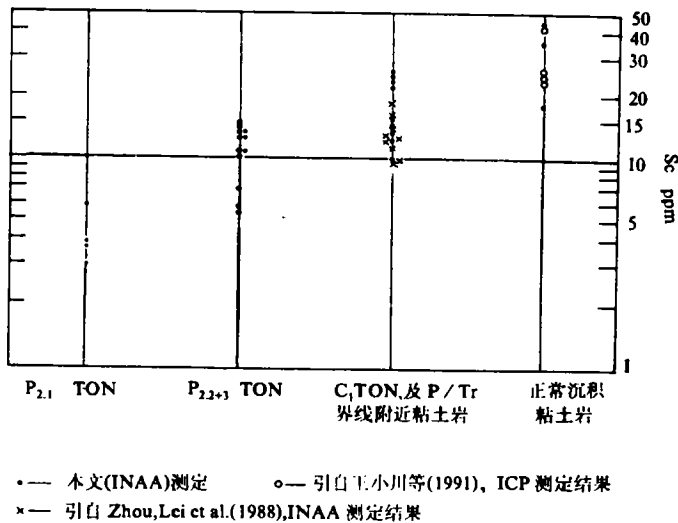 50
40
30
20
15
10
5
1
Sc ppm
P₂.₁ TON
P₂.₂₊₃ TON
C₁TON,及 P / Tr
界线附近粘土岩
正常沉积
粘土岩
•— 本文(INAA)测定
o— 引自王小川等(1991), ICP 测定结果
×— 引自 Zhou,Lei et al.(1988),INAA 测定结果